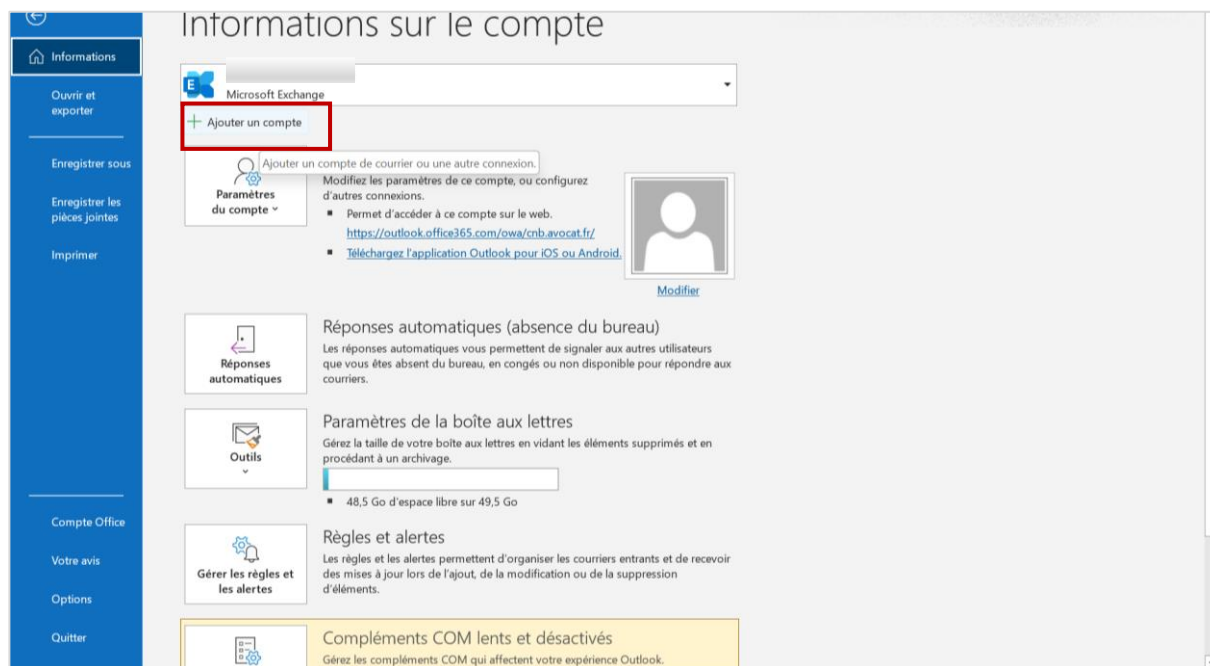 Informations sur le compte
Informations
Ouvrir et
exporter
Enregistrer sous
Enregistrer les
pièces jointes
Imprimer
Compte Office
Votre avis
Options
Quitter
Microsoft Exchange
Ajouter un compte
Ajouter un compte de courrier ou une autre connexion.
Paramètres
du compte
Modifiez les paramètres de ce compte, ou configurez
d'autres connexions.
Permet d'accéder à ce compte sur le web.
https://outlook.office365.com/owa/cnb.avocat.fr/
Téléchargez l'application Outlook pour iOS ou Android.
Modifier
Réponses
automatiques
Réponses automatiques (absence du bureau)
Les réponses automatiques vous permettent de signaler aux autres utilisateurs
que vous êtes absent du bureau, en congés ou non disponible pour répondre aux
courriers.
Outils
Paramètres de la boîte aux lettres
Gérez la taille de votre boîte aux lettres en vidant les éléments supprimés et en
procédant à un archivage.
48,5 Go d'espace libre sur 49,5 Go
Gérer les règles et
les alertes
Règles et alertes
Les règles et les alertes permettent d'organiser les courriers entrants et de recevoir
des mises à jour lors de l'ajout, de la modification ou de la suppression
d'éléments.
Compléments COM lents et désactivés
Gérez les compléments COM qui affectent votre expérience Outlook.